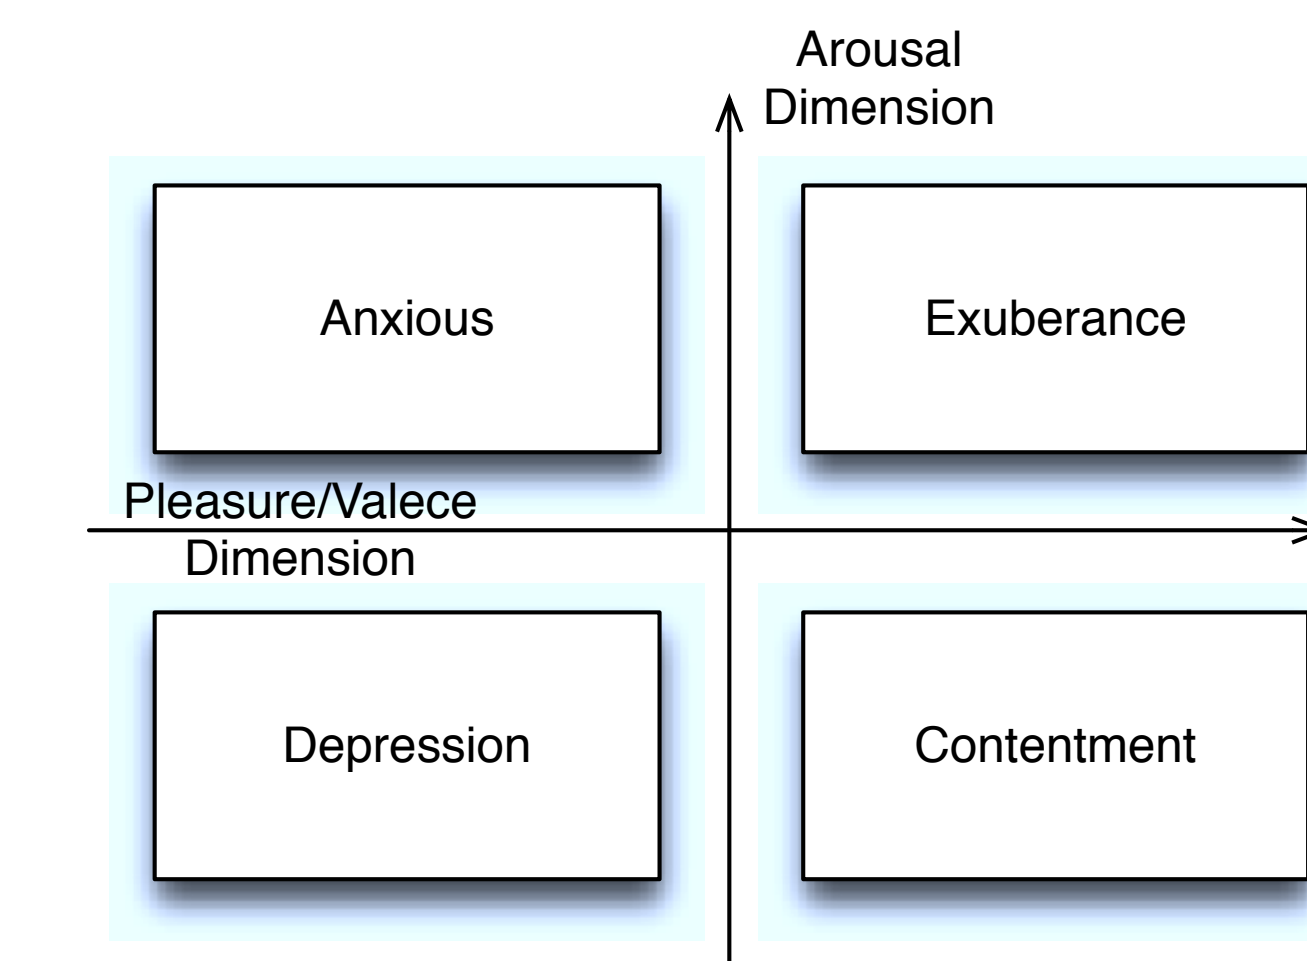 Arousal
Dimension
Anxious
Exuberance
Pleasure/Valece
Dimension
Depression
Contentment